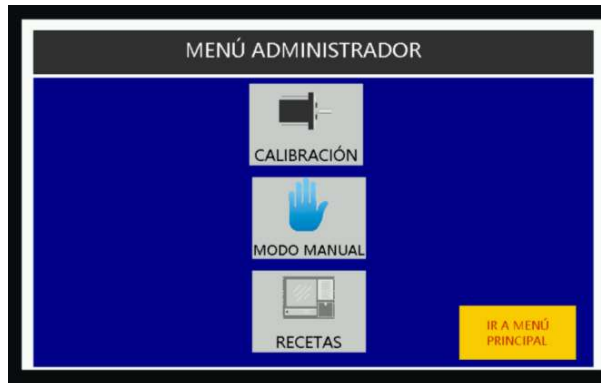 MENÚ ADMINISTRADOR
CALIBRACIÓN
MODO MANUAL
RECETAS
IR A MENÚ
PRINCIPAL